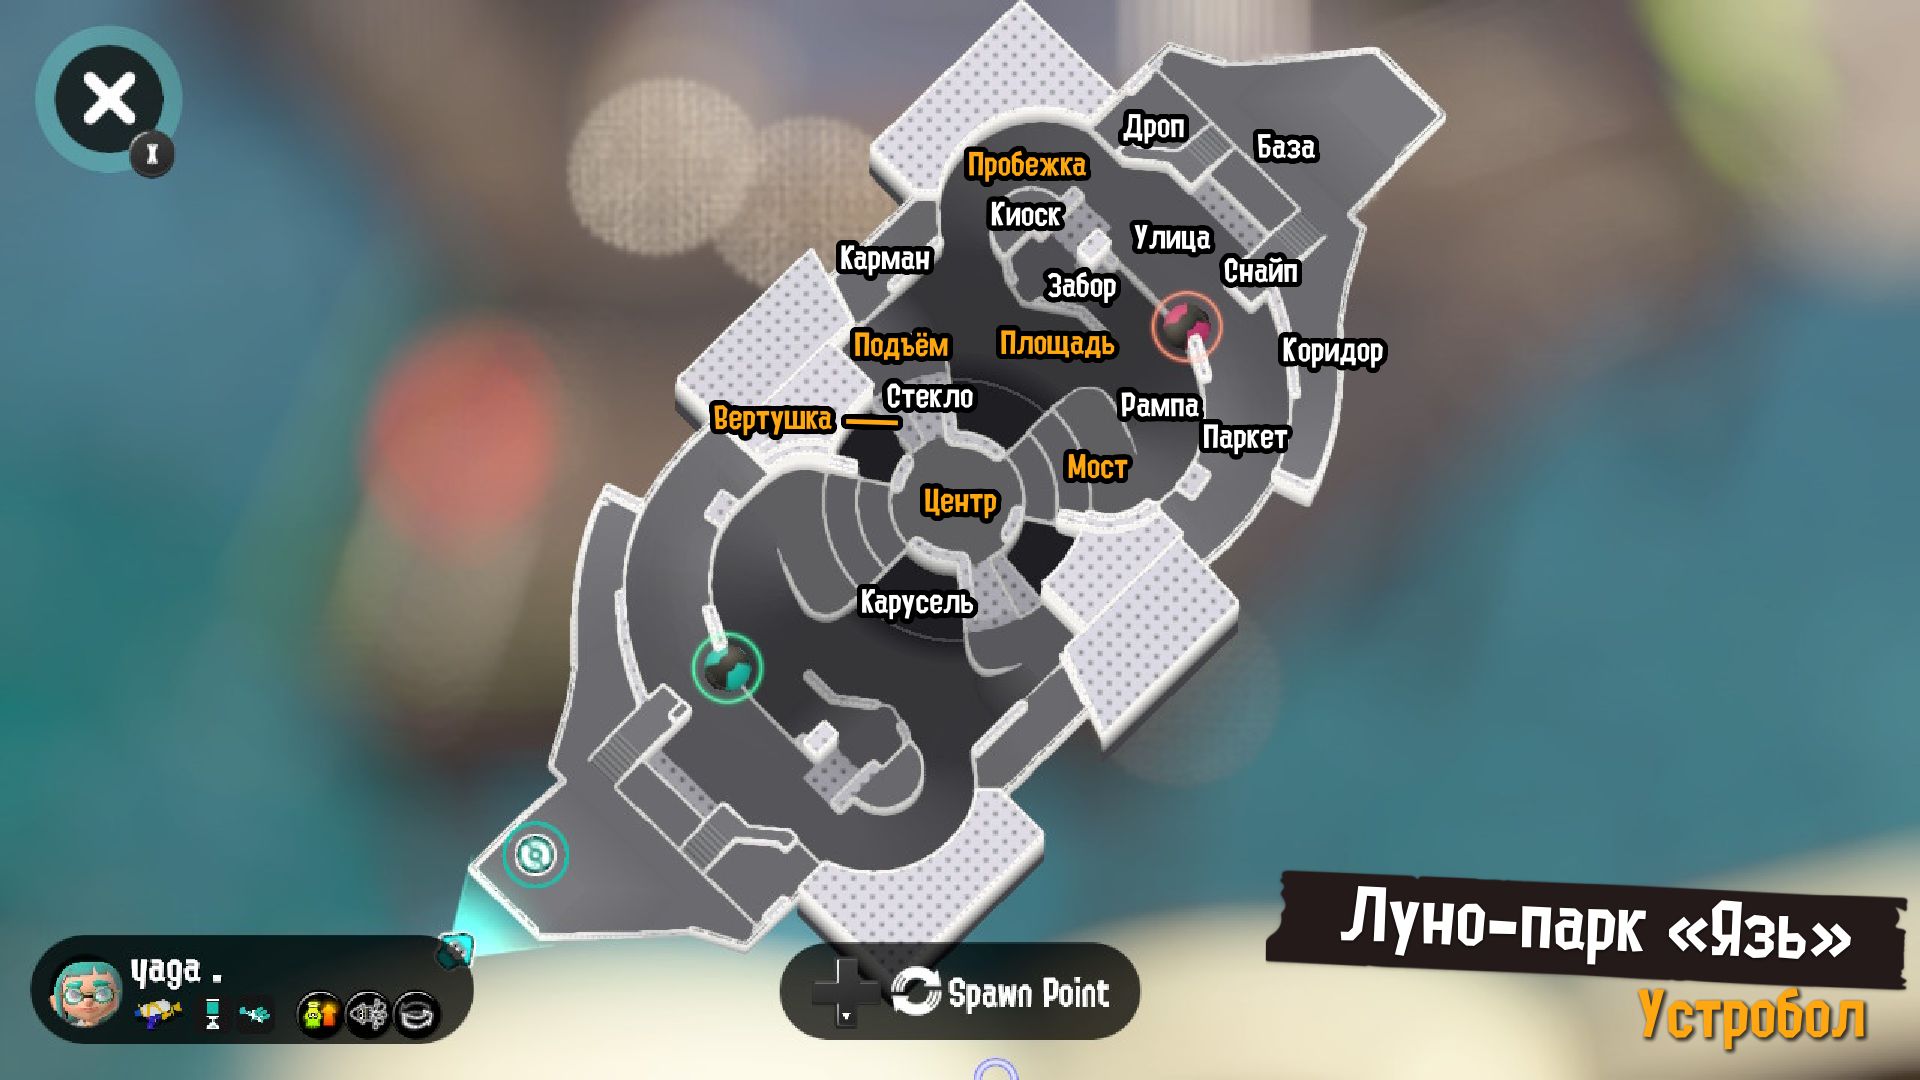 Дроп
База
Пробежка
Киоск
Улица
Карман
Снайп
Забор
Подъём
Площадь
Коридор
Стекло
Рампа
Вертушка
Паркет
Мост
Центр
Карусель
yaga .
Spawn Point
Луно-парк «Язь»
Устробол